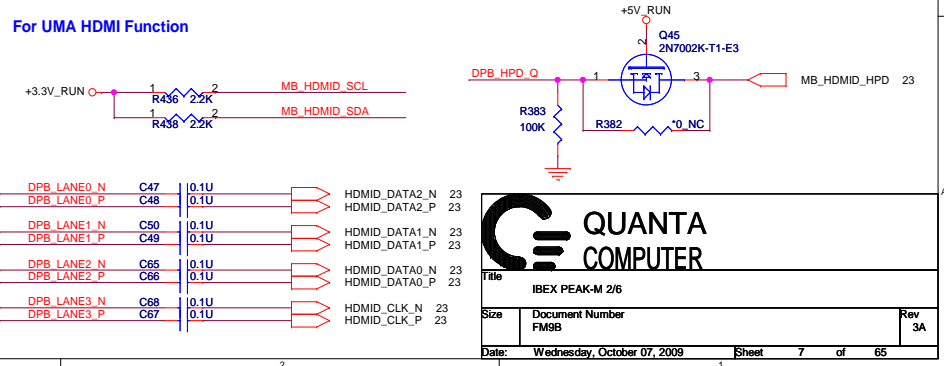 For UMA HDMI Function
+3.3V_RUN
1
2
MB_HDMID_SCL
R436
2.2K
1
2
MB_HDMID_SDA
R438
2.2K
+5V_RUN
2
Q45
2N7002K-T1-E3
DPB_HPD_Q
1
3
MB_HDMID_HPD 23
R383
100K
R382
*0_NC
DPB_LANE0_N C47 0.1U HDMID_DATA2_N 23
DPB_LANE0_P C48 0.1U HDMID_DATA2_P 23
DPB_LANE1_N C50 0.1U HDMID_DATA1_N 23
DPB_LANE1_P C49 0.1U HDMID_DATA1_P 23
DPB_LANE2_N C65 0.1U HDMID_DATA0_N 23
DPB_LANE2_P C66 0.1U HDMID_DATA0_P 23
DPB_LANE3_N C68 0.1U HDMID_CLK_N 23
DPB_LANE3_P C67 0.1U HDMID_CLK_P 23
QUANTA
COMPUTER
Title
IBEX PEAK-M 2/6
Size Document Number Rev
FM9B 3A
Date: Wednesday, October 07, 2009 Sheet 7 of 65